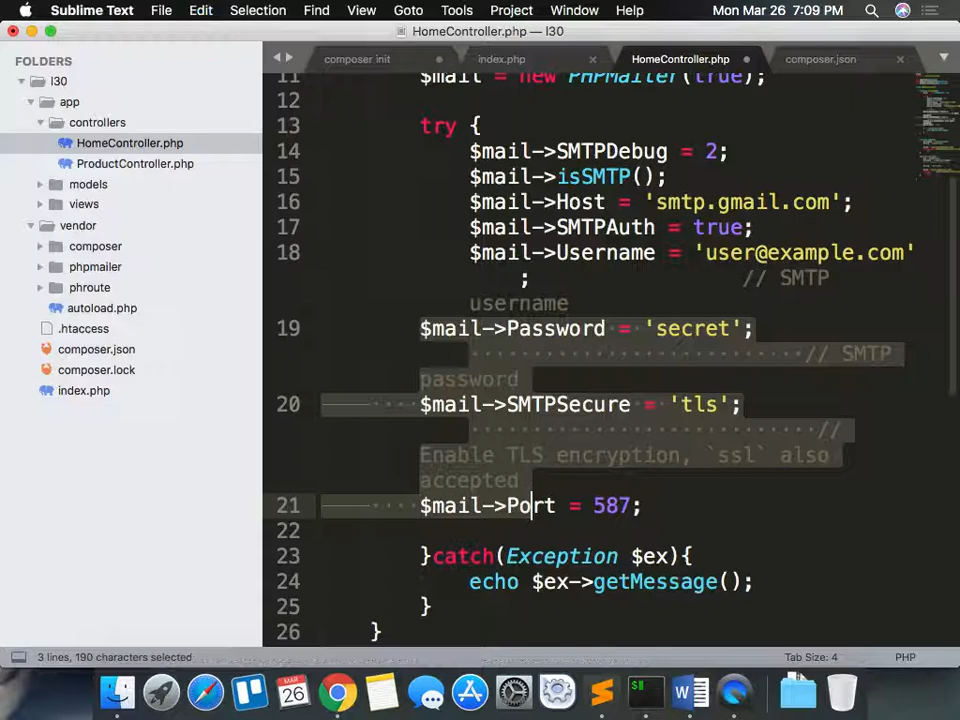 Sublime Text File Edit Selection Find View Goto Tools Project Window Help Mon Mar 26 7:09 PM
HomeController.php — l30
FOLDERS
l30
app
controllers
HomeController.php
ProductController.php
models
views
vendor
composer
phpmailer
phroute
autoload.php
.htaccess
composer.json
composer.lock
index.php
composer init index.php HomeController.php composer.json
11 $mail = new PHPMailer(true);
12
13 try {
14 $mail->SMTPDebug = 2;
15 $mail->isSMTP();
16 $mail->Host = 'smtp.gmail.com';
17 $mail->SMTPAuth = true;
18 $mail->Username = 'user@example.com'
; // SMTP
username
19 $mail->Password = 'secret';
// SMTP
password
20 $mail->SMTPSecure = 'tls';
//
Enable TLS encryption, `ssl` also
accepted
21 $mail->Port = 587;
22
23 }catch(Exception $ex){
24 echo $ex->getMessage();
25 }
26 }
3 lines, 190 characters selected Tab Size: 4 PHP
MAR
26